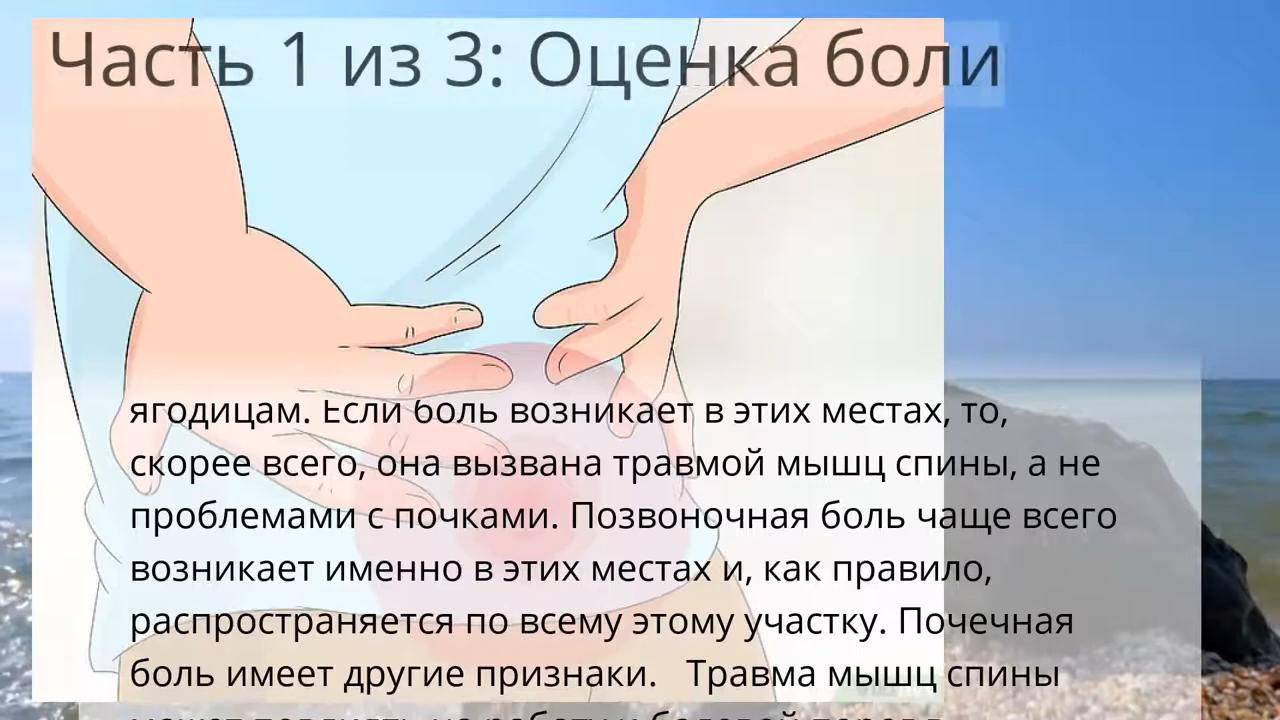 Часть 1 из 3: Оценка боли
ягодицам. Если боль возникает в этих местах, то,
скорее всего, она вызвана травмой мышц спины, а не
проблемами с почками. Позвоночная боль чаще всего
возникает именно в этих местах и, как правило,
распространяется по всему этому участку. Почечная
боль имеет другие признаки.   Травма мышц спины